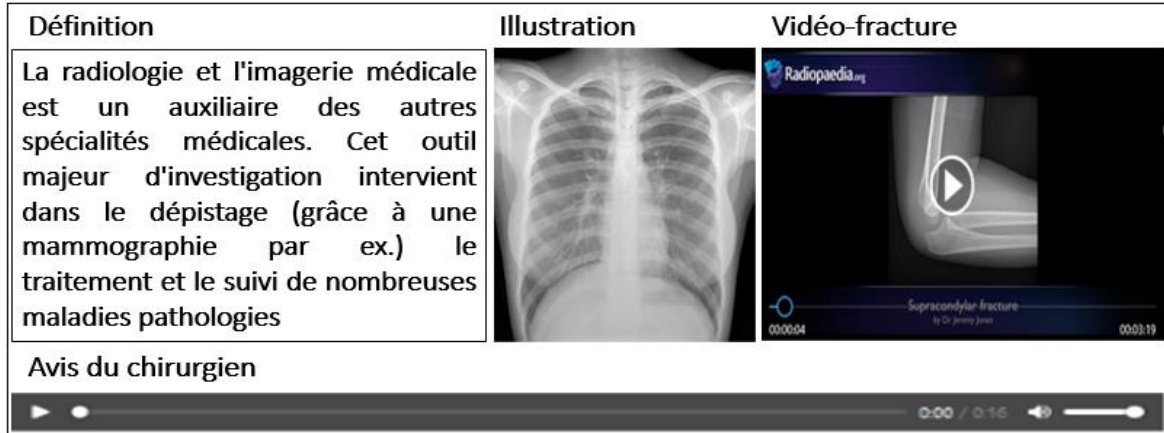 Définition
La radiologie et l'imagerie médicale
est un auxiliaire des autres
spécialités médicales. Cet outil
majeur d'investigation intervient
dans le dépistage (grâce à une
mammographie par ex.) le
traitement et le suivi de nombreuses
maladies pathologies
Illustration
Vidéo-fracture
Radiopaedia.org
Supracondylar fracture
by Dr Jeremy Jones
00:00:04
00:03:19
Avis du chirurgien
0:00 / 0:16